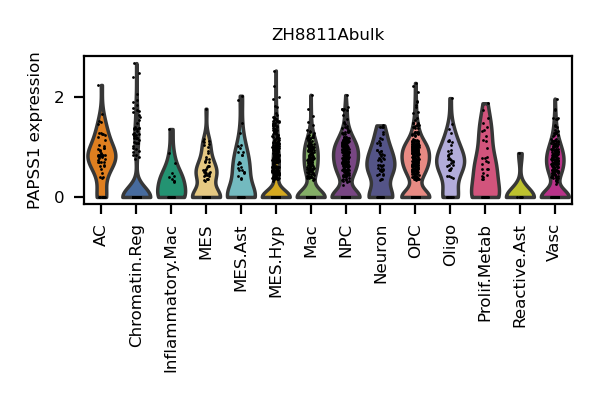 ZH8811Abulk
PAPSS1 expression
2
0
AC
Chromatin.Reg
Inflammatory.Mac
MES
MES.Ast
MES.Hyp
Mac
NPC
Neuron
OPC
Oligo
Prolif.Metab
Reactive.Ast
Vasc